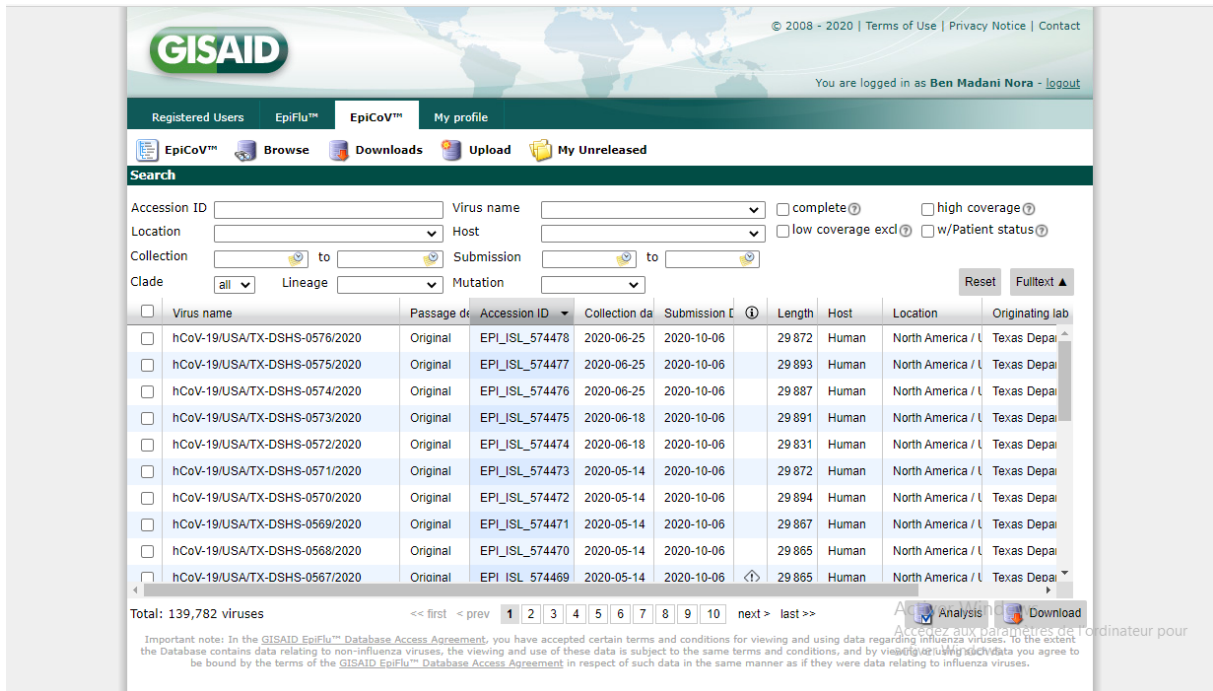 © 2008 - 2020 | Terms of Use | Privacy Notice | Contact
GISAID
You are logged in as Ben Madani Nora - logout
Registered Users EpiFlu™ EpiCoV™ My profile
EpiCoV™ Browse Downloads Upload My Unreleased
Search
Accession ID Virus name complete high coverage
Location Host low coverage excl w/Patient status
Collection to Submission to
Clade all Lineage Mutation Reset Fulltext ▲
Virus name Passage de Accession ID Collection da Submission D Length Host Location Originating lab
hCoV-19/USA/TX-DSHS-0576/2020 Original EPI_ISL_574478 2020-06-25 2020-10-06 29 872 Human North America / U Texas Depar
hCoV-19/USA/TX-DSHS-0575/2020 Original EPI_ISL_574477 2020-06-25 2020-10-06 29 893 Human North America / U Texas Depar
hCoV-19/USA/TX-DSHS-0574/2020 Original EPI_ISL_574476 2020-06-25 2020-10-06 29 887 Human North America / U Texas Depar
hCoV-19/USA/TX-DSHS-0573/2020 Original EPI_ISL_574475 2020-06-18 2020-10-06 29 891 Human North America / U Texas Depar
hCoV-19/USA/TX-DSHS-0572/2020 Original EPI_ISL_574474 2020-06-18 2020-10-06 29 831 Human North America / U Texas Depar
hCoV-19/USA/TX-DSHS-0571/2020 Original EPI_ISL_574473 2020-05-14 2020-10-06 29 872 Human North America / U Texas Depar
hCoV-19/USA/TX-DSHS-0570/2020 Original EPI_ISL_574472 2020-05-14 2020-10-06 29 894 Human North America / U Texas Depar
hCoV-19/USA/TX-DSHS-0569/2020 Original EPI_ISL_574471 2020-05-14 2020-10-06 29 867 Human North America / U Texas Depar
hCoV-19/USA/TX-DSHS-0568/2020 Original EPI_ISL_574470 2020-05-14 2020-10-06 29 865 Human North America / U Texas Depar
hCoV-19/USA/TX-DSHS-0567/2020 Original EPI_ISL_574469 2020-05-14 2020-10-06 29 865 Human North America / U Texas Depar
Total: 139,782 viruses << first < prev 1 2 3 4 5 6 7 8 9 10 next > last >> Analysis Download
Accédez aux paramètres de l'ordinateur pour
activer Windows.
Important note: In the GISAID EpiFlu™ Database Access Agreement, you have accepted certain terms and conditions for viewing and using data regarding influenza viruses. To the extent
the Database contains data relating to non-influenza viruses, the viewing and use of these data is subject to the same terms and conditions, and by viewing or using such data you agree to
be bound by the terms of the GISAID EpiFlu™ Database Access Agreement in respect of such data in the same manner as if they were data relating to influenza viruses.